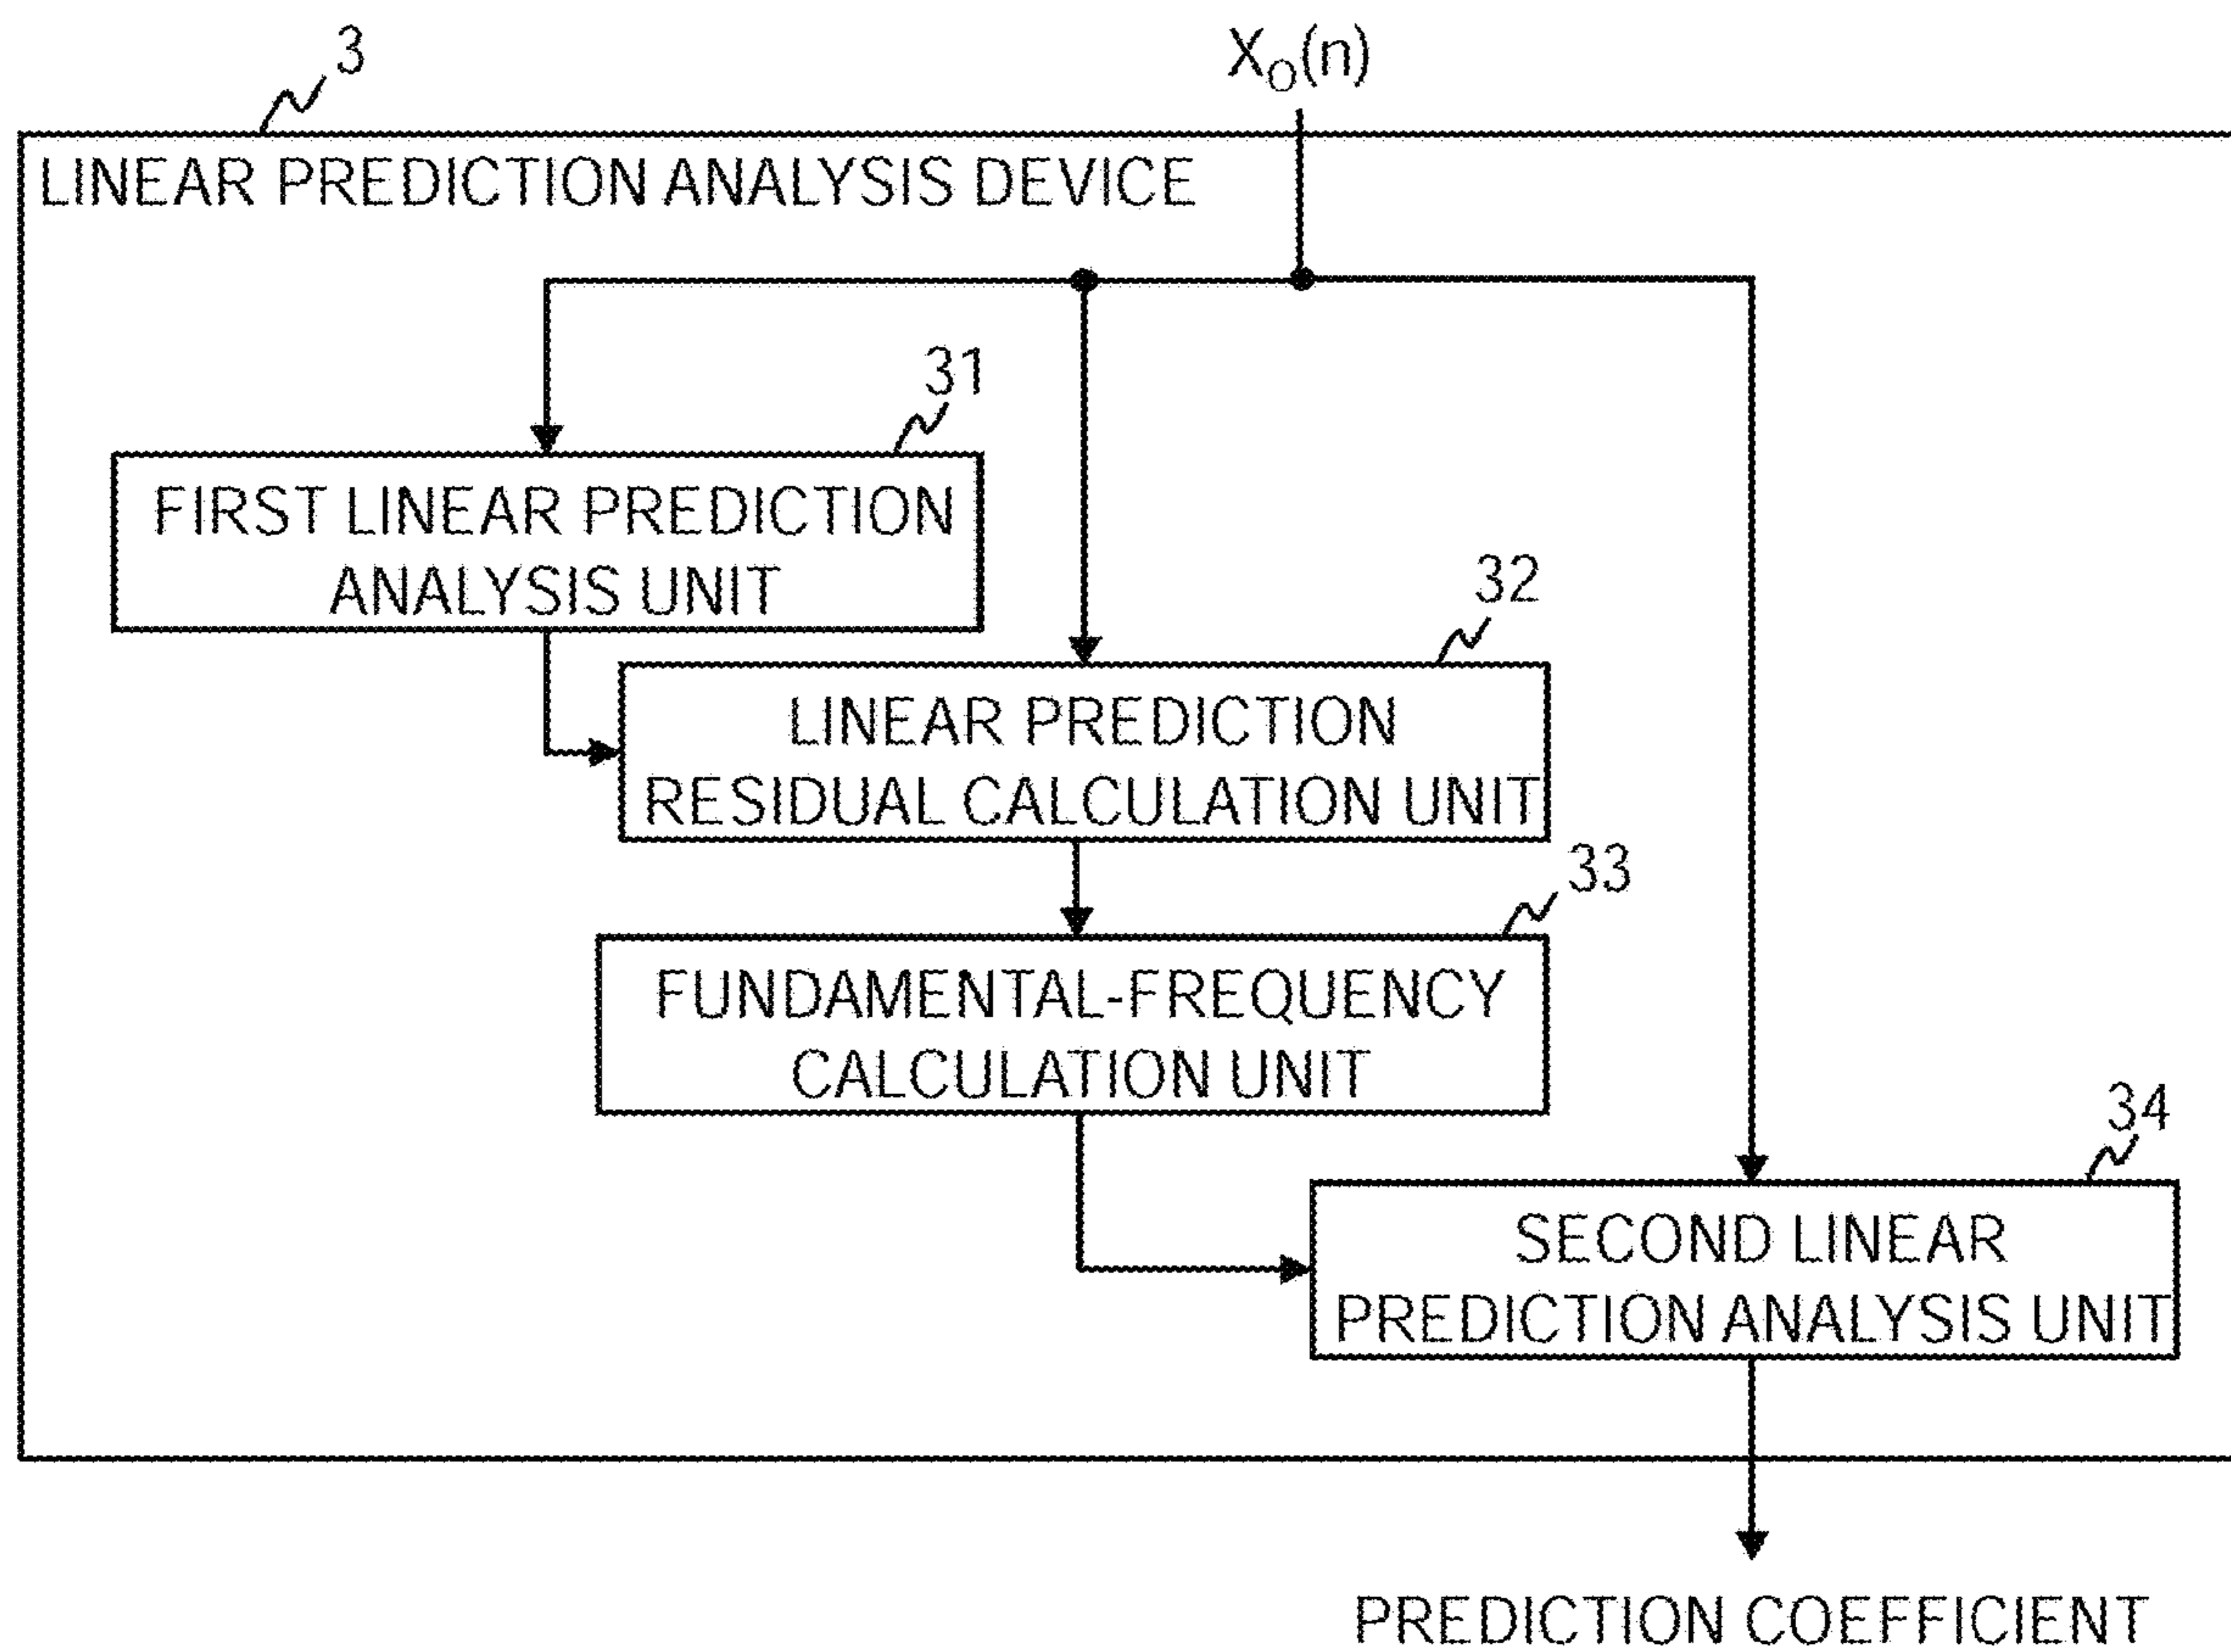 3
X_O(n)
LINEAR PREDICTION ANALYSIS DEVICE
31
FIRST LINEAR PREDICTION
ANALYSIS UNIT
32
LINEAR PREDICTION
RESIDUAL CALCULATION UNIT
33
FUNDAMENTAL-FREQUENCY
CALCULATION UNIT
34
SECOND LINEAR
PREDICTION ANALYSIS UNIT
PREDICTION COEFFICIENT